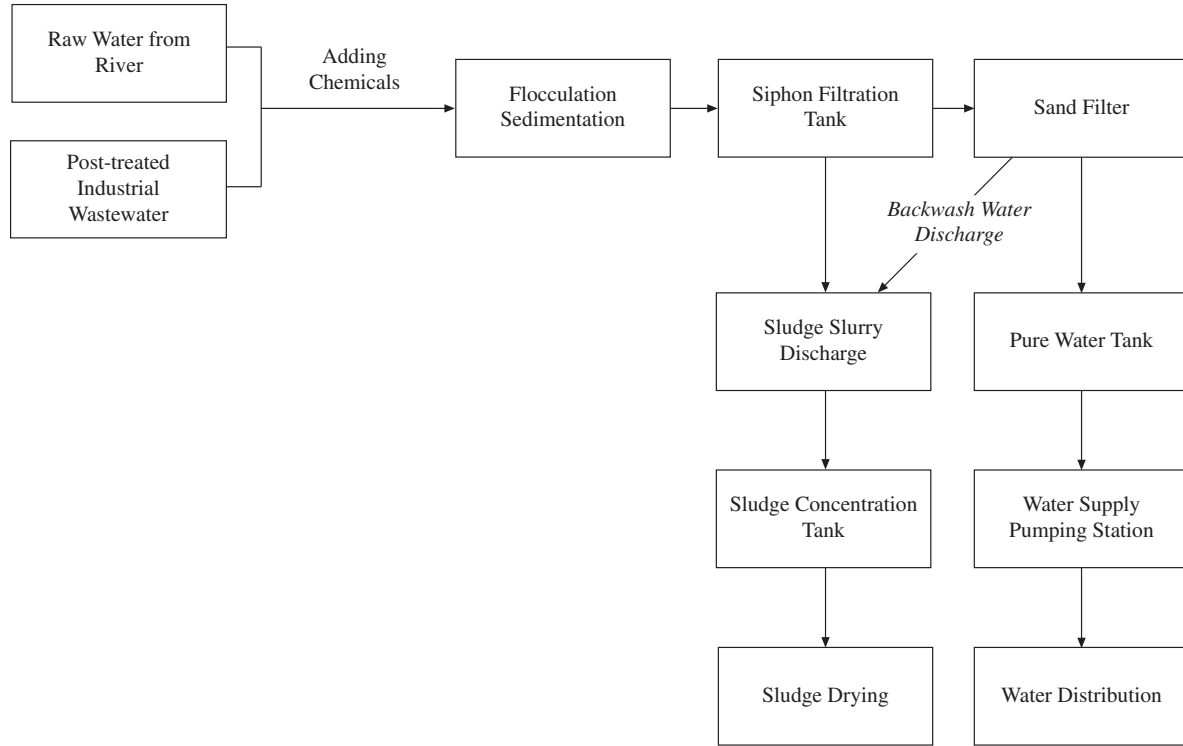 Raw Water from
River
Adding
Chemicals
Post-treated
Industrial
Wastewater
Flocculation
Sedimentation
Siphon Filtration
Tank
Sand Filter
Backwash Water
Discharge
Sludge Slurry
Discharge
Pure Water Tank
Sludge Concentration
Tank
Water Supply
Pumping Station
Sludge Drying
Water Distribution